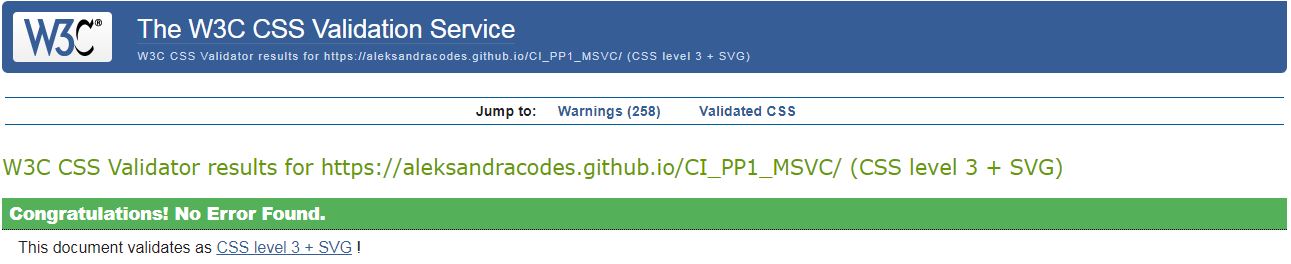 W3C® The W3C CSS Validation Service
W3C CSS Validator results for https://aleksandracodes.github.io/CI_PP1_MSVC/ (CSS level 3 + SVG)
Jump to: Warnings (258) Validated CSS
W3C CSS Validator results for https://aleksandracodes.github.io/CI_PP1_MSVC/ (CSS level 3 + SVG)
Congratulations! No Error Found.
This document validates as CSS level 3 + SVG !